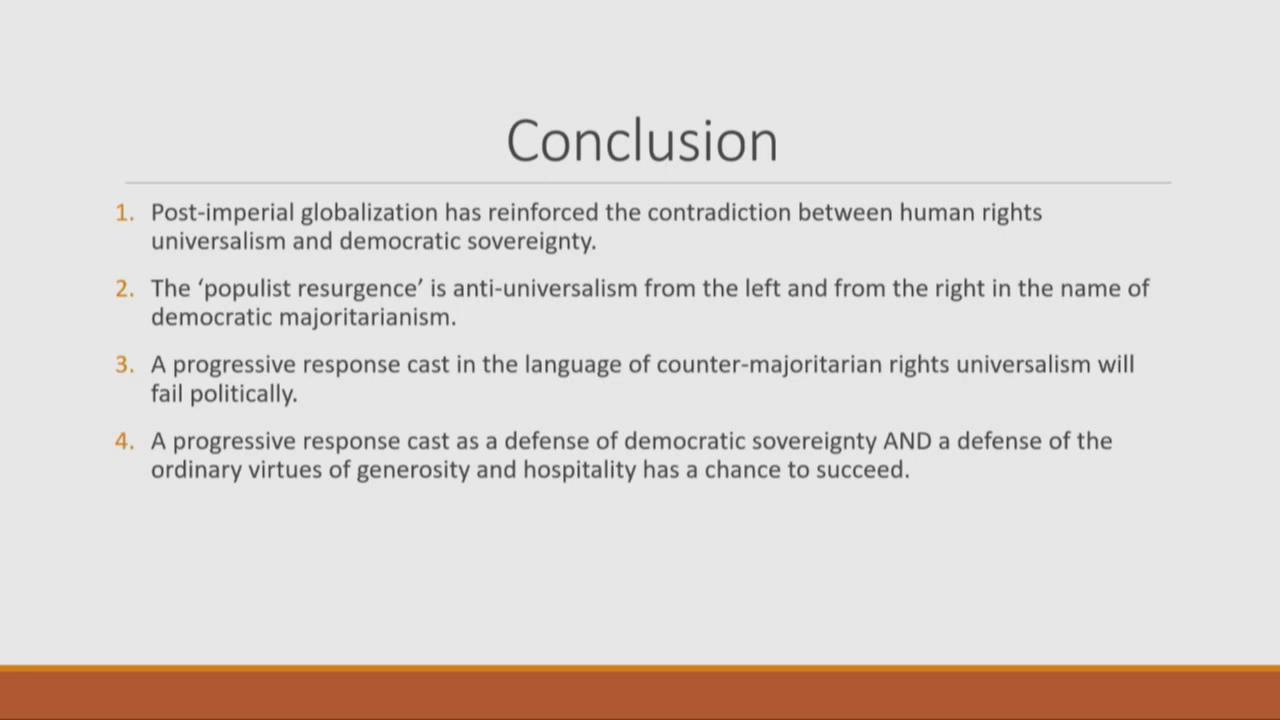 Conclusion
1. Post-imperial globalization has reinforced the contradiction between human rights
universalism and democratic sovereignty.
2. The ‘populist resurgence’ is anti-universalism from the left and from the right in the name of
democratic majoritarianism.
3. A progressive response cast in the language of counter-majoritarian rights universalism will
fail politically.
4. A progressive response cast as a defense of democratic sovereignty AND a defense of the
ordinary virtues of generosity and hospitality has a chance to succeed.